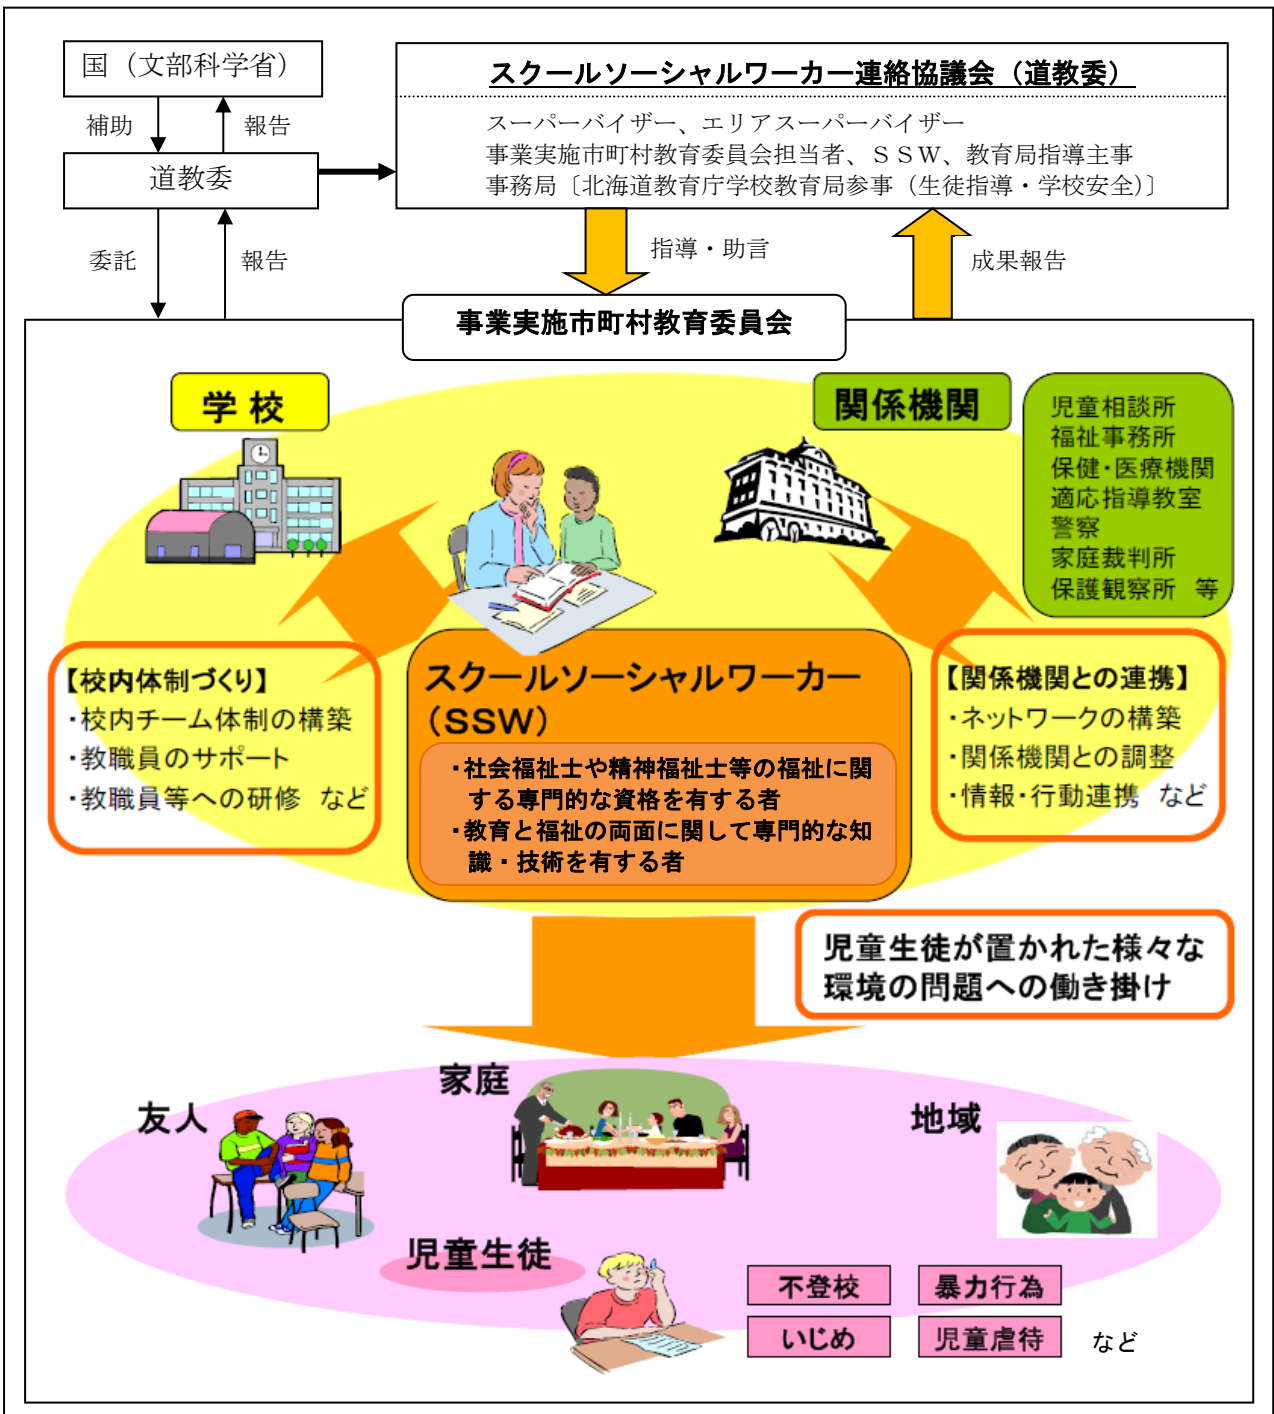 国（文部科学省）
補助
報告
道教委
委託
報告
スクールソーシャルワーカー連絡協議会（道教委）
スーパーバイザー、エリアスーパーバイザー
事業実施市町村教育委員会担当者、ＳＳＷ、教育局指導主事
事務局〔北海道教育庁学校教育局参事（生徒指導・学校安全）〕
指導・助言
成果報告
事業実施市町村教育委員会
学校
関係機関
児童相談所
福祉事務所
保健・医療機関
適応指導教室
警察
家庭裁判所
保護観察所　等
【校内体制づくり】
・校内チーム体制の構築
・教職員のサポート
・教職員等への研修　など
スクールソーシャルワーカー
（SSW）
・社会福祉士や精神福祉士等の福祉に関
する専門的な資格を有する者
・教育と福祉の両面に関して専門的な知
識・技術を有する者
【関係機関との連携】
・ネットワークの構築
・関係機関との調整
・情報・行動連携　など
児童生徒が置かれた様々な
環境の問題への働き掛け
家庭
友人
地域
児童生徒
不登校
暴力行為
いじめ
児童虐待
など